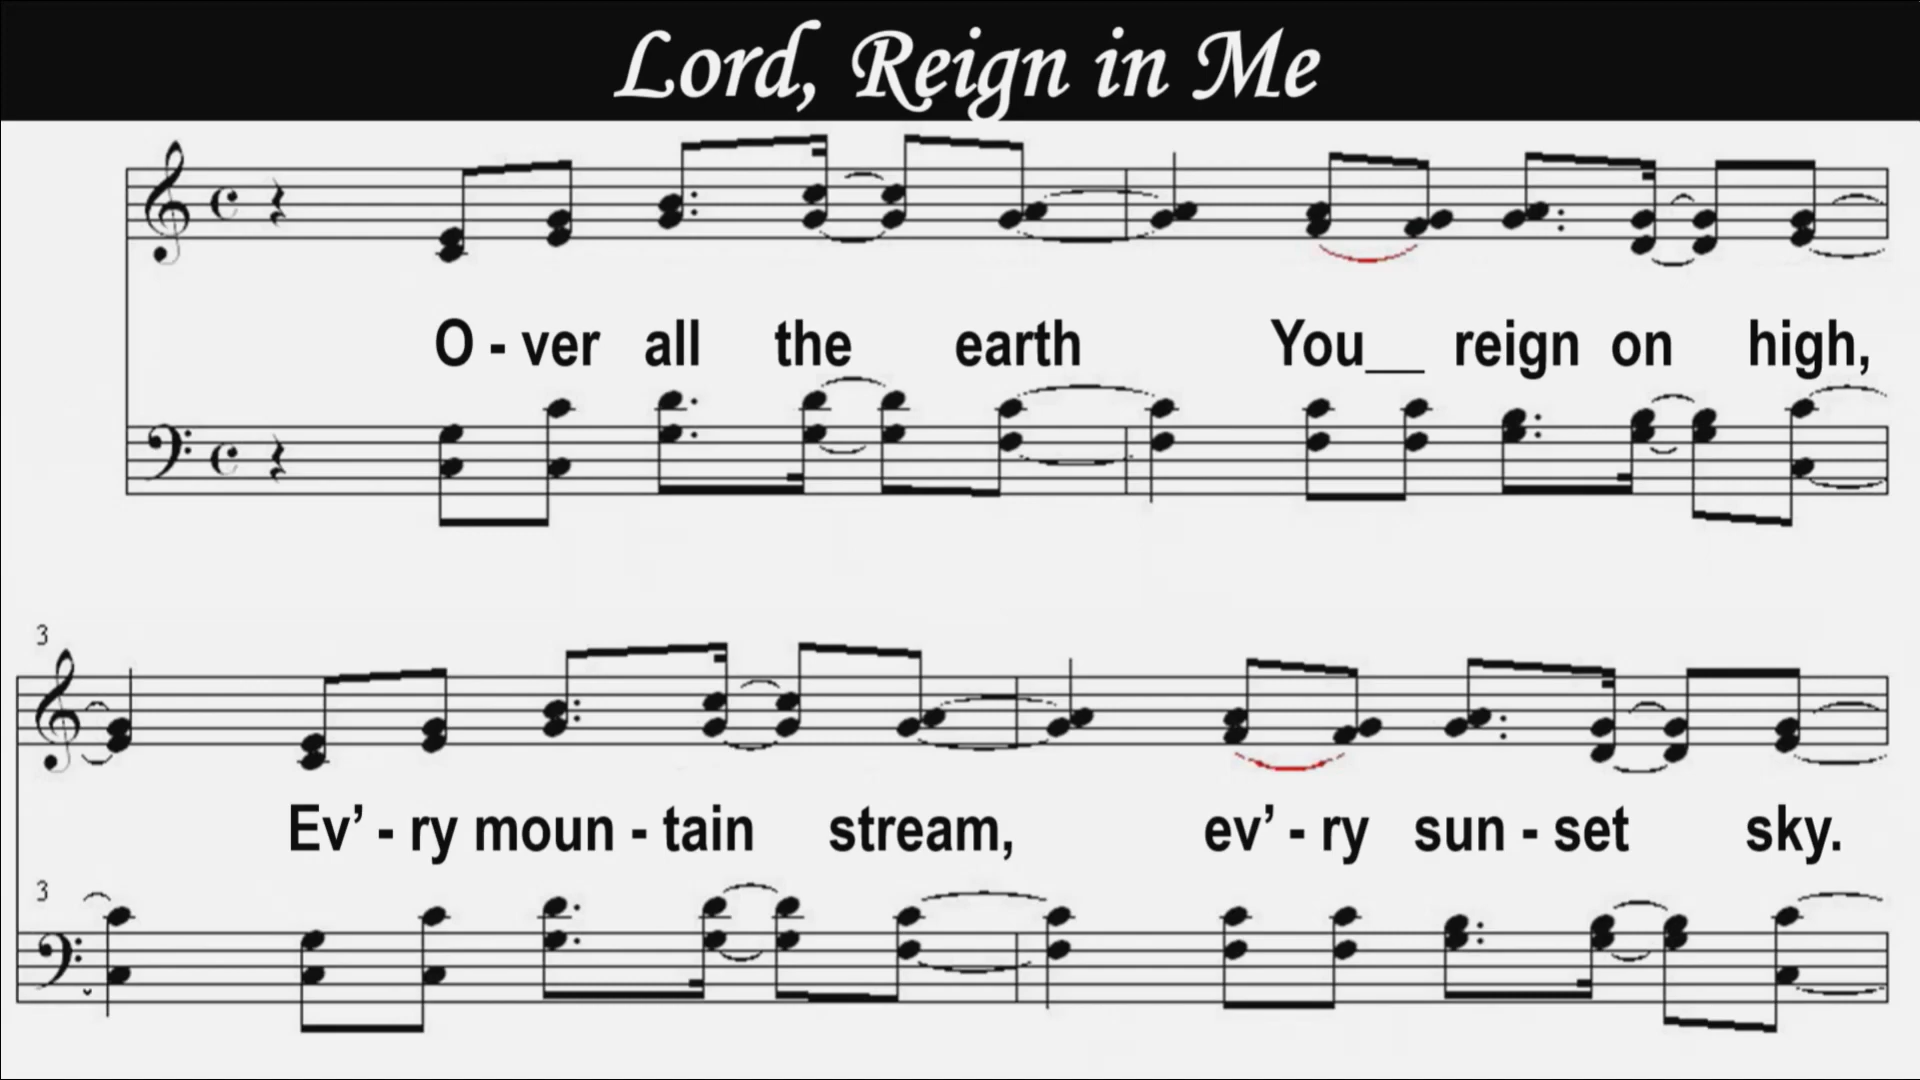 Lord, Reign in Me
O - ver all the earth You__ reign on high,
3
Ev’ - ry moun - tain stream, ev’ - ry sun - set sky.
3